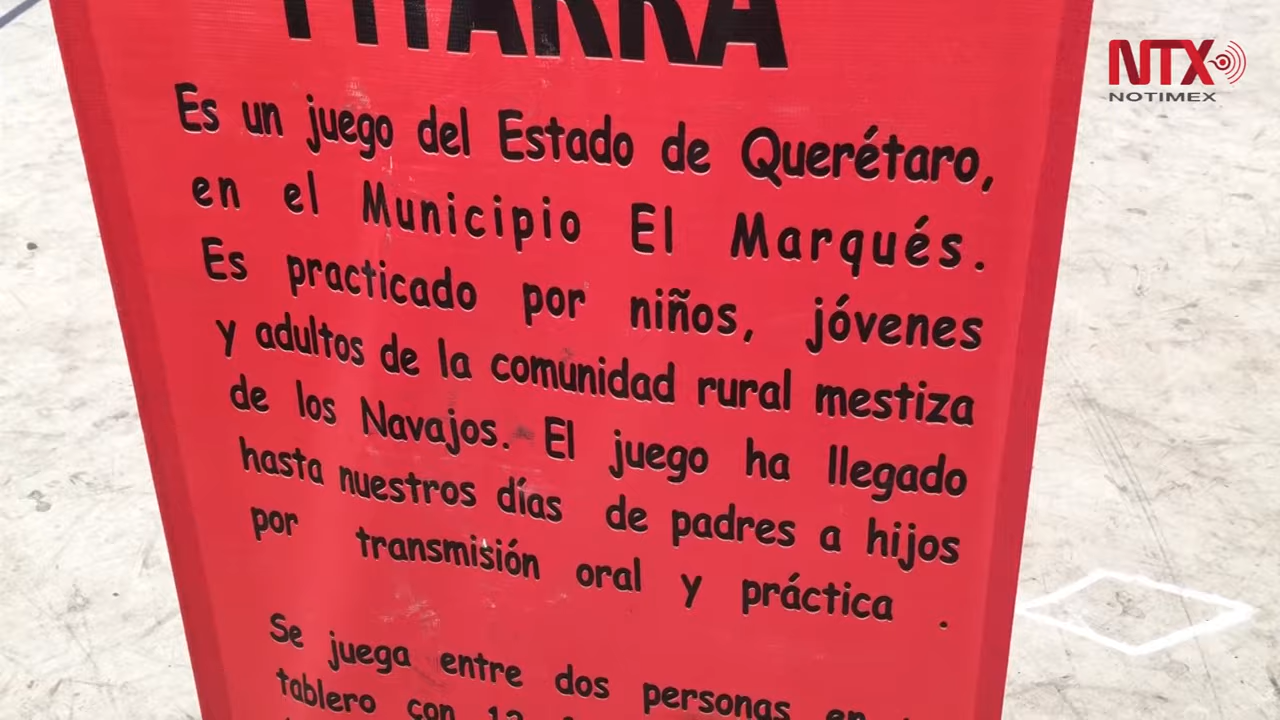 PITARRA
Es un juego del Estado de Querétaro,
en el Municipio El Marqués.
Es practicado por niños, jóvenes
y adultos de la comunidad rural mestiza
de los Navajos. El juego ha llegado
hasta nuestros días de padres a hijos
por transmisión oral y práctica .
Se juega entre dos personas en
tablero con 12
NTX
NOTIMEX